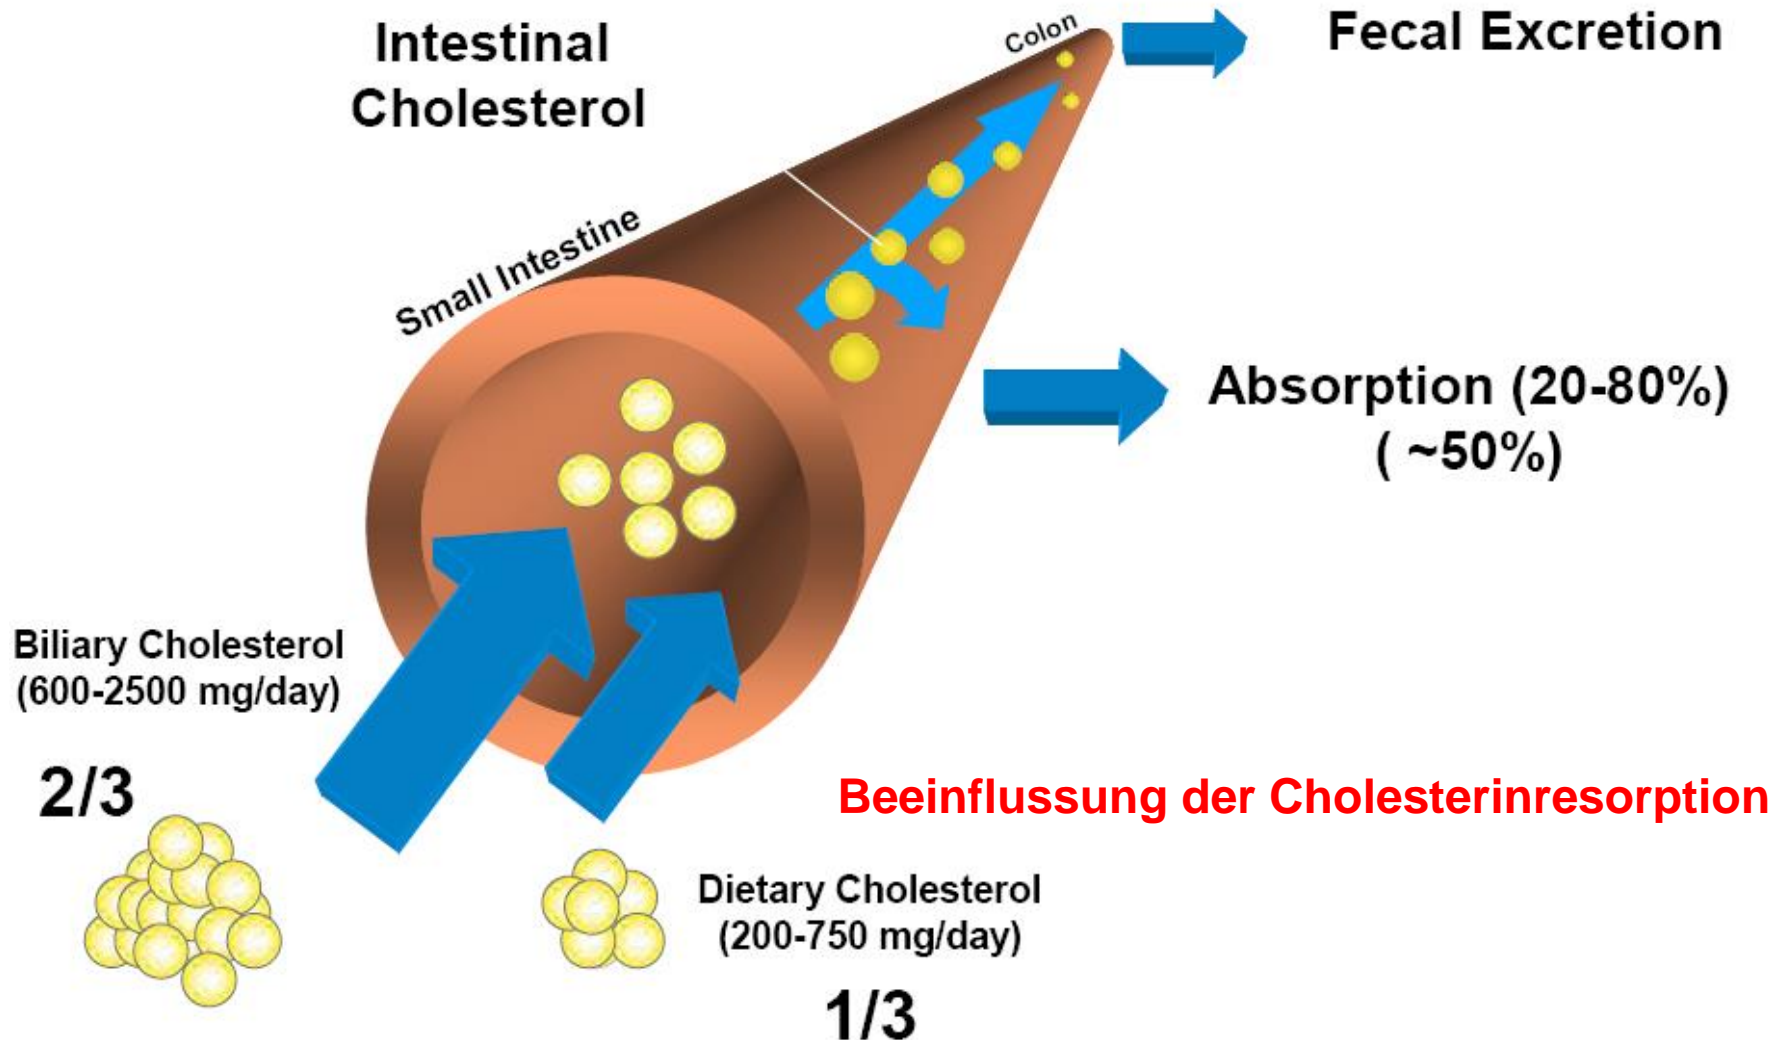 Intestinal
Cholesterol
Colon
Fecal Excretion
Small Intestine
Absorption (20-80%)
( ~50%)
Biliary Cholesterol
(600-2500 mg/day)
2/3
Beeinflussung der Cholesterinresorption
Dietary Cholesterol
(200-750 mg/day)
1/3